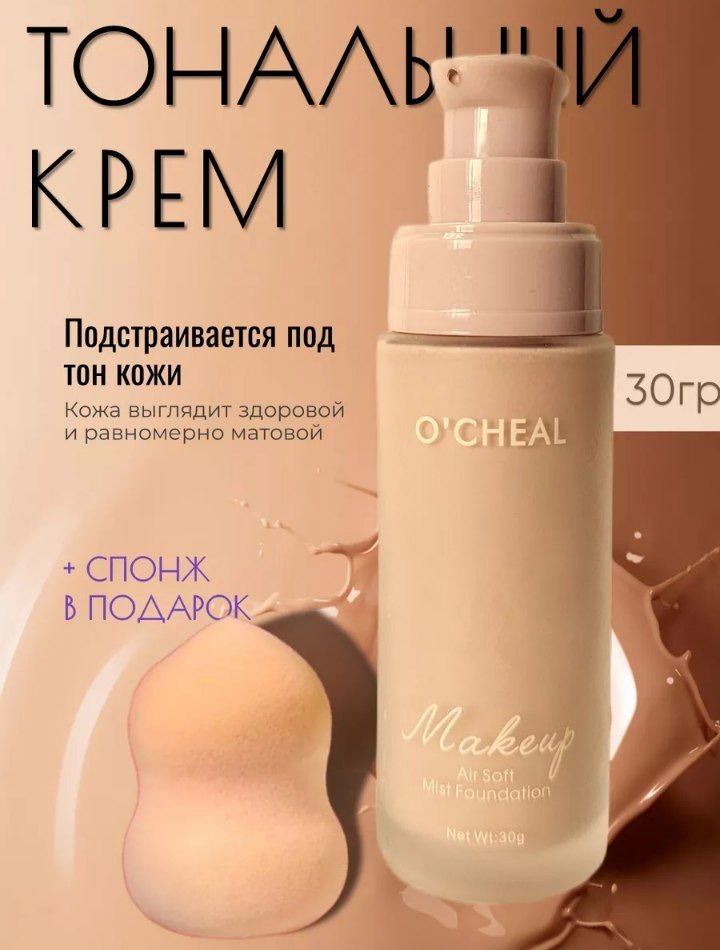 ТОНАЛЬНЫЙ
КРЕМ
Подстраивается под
тон кожи
Кожа выглядит здоровой
и равномерно матовой
30гр
O'CHEAL
+ СПОНЖ
В ПОДАРОК
Makeup
Air Soft
Mist Foundation
Net Wt:30g